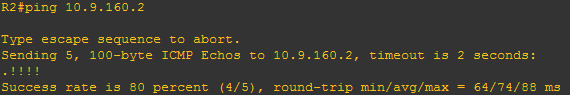 R2#ping 10.9.160.2
Type escape sequence to abort.
Sending 5, 100-byte ICMP Echos to 10.9.160.2, timeout is 2 seconds:
.!!!!
Success rate is 80 percent (4/5), round-trip min/avg/max = 64/74/88 ms